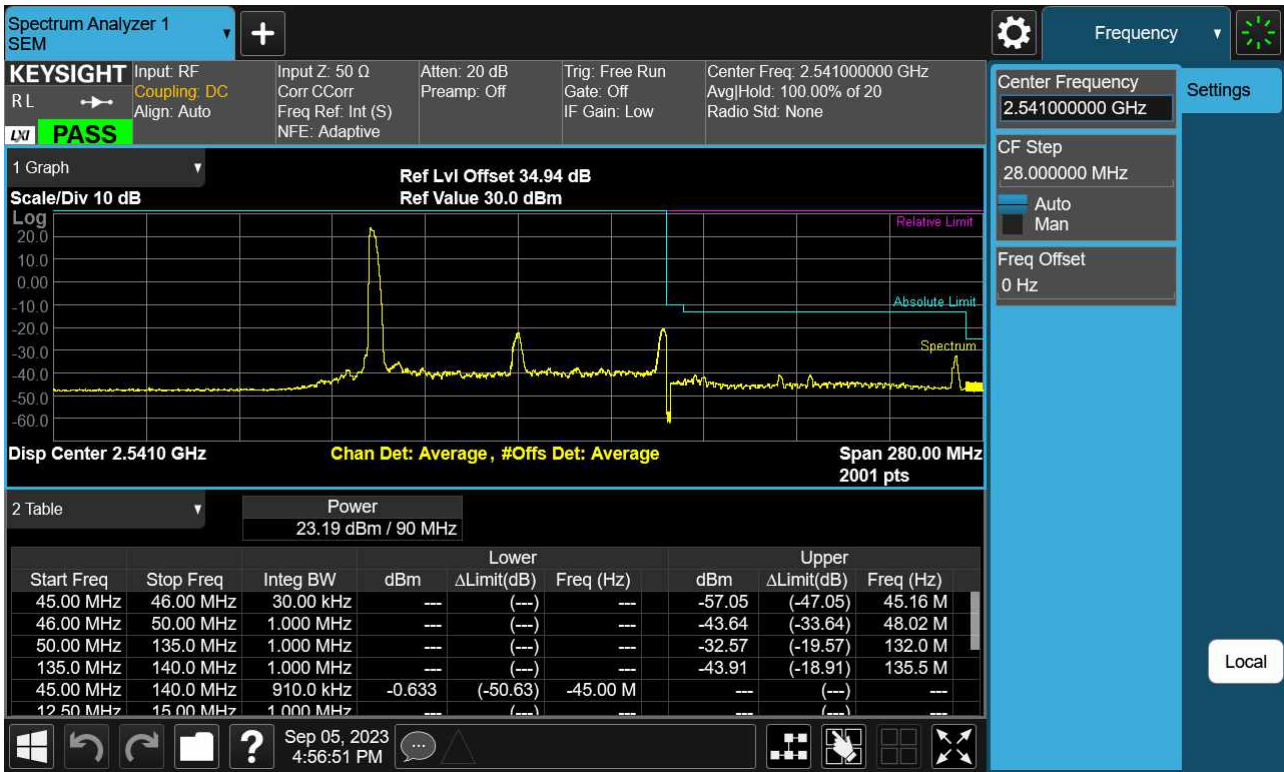 Spectrum Analyzer 1
SEM
Frequency
KEYSIGHT
R L
LXI
PASS
Input: RF
Coupling: DC
Align: Auto
Input Z: 50 Ω
Corr CCorr
Freq Ref: Int (S)
NFE: Adaptive
Atten: 20 dB
Preamp: Off
Trig: Free Run
Gate: Off
IF Gain: Low
Center Freq: 2.541000000 GHz
Avg|Hold: 100.00% of 20
Radio Std: None
Center Frequency
2.541000000 GHz
Settings
CF Step
28.000000 MHz
Auto
Man
Freq Offset
0 Hz
Local
1 Graph
Scale/Div 10 dB
Ref Lvl Offset 34.94 dB
Ref Value 30.0 dBm
Log
20.0
10.0
0.00
-10.0
-20.0
-30.0
-40.0
-50.0
-60.0
Relative Limit
Absolute Limit
Spectrum
Disp Center 2.5410 GHz
Chan Det: Average, #Offs Det: Average
Span 280.00 MHz
2001 pts
2 Table
Power
23.19 dBm / 90 MHz
Lower Upper
Start Freq Stop Freq Integ BW dBm ΔLimit(dB) Freq (Hz) dBm ΔLimit(dB) Freq (Hz)
45.00 MHz 46.00 MHz 30.00 kHz --- (---) --- -57.05 (-47.05) 45.16 M
46.00 MHz 50.00 MHz 1.000 MHz --- (---) --- -43.64 (-33.64) 48.02 M
50.00 MHz 135.0 MHz 1.000 MHz --- (---) --- -32.57 (-19.57) 132.0 M
135.0 MHz 140.0 MHz 1.000 MHz --- (---) --- -43.91 (-18.91) 135.5 M
45.00 MHz 140.0 MHz 910.0 kHz -0.633 (-50.63) -45.00 M --- (---) ---
12.50 MHz 15.00 MHz 1.000 MHz --- (---) --- --- (---) ---
Sep 05, 2023
4:56:51 PM